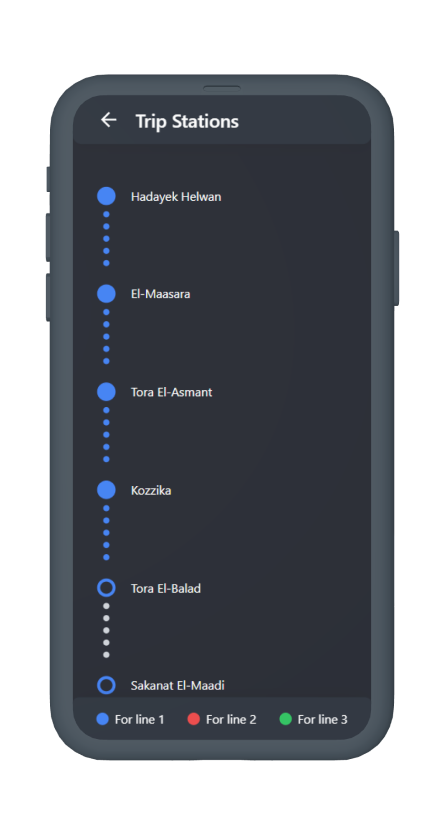 Trip Stations
Hadayek Helwan
El-Maasara
Tora El-Asmant
Kozzika
Tora El-Balad
Sakanat El-Maadi
For line 1 For line 2 For line 3